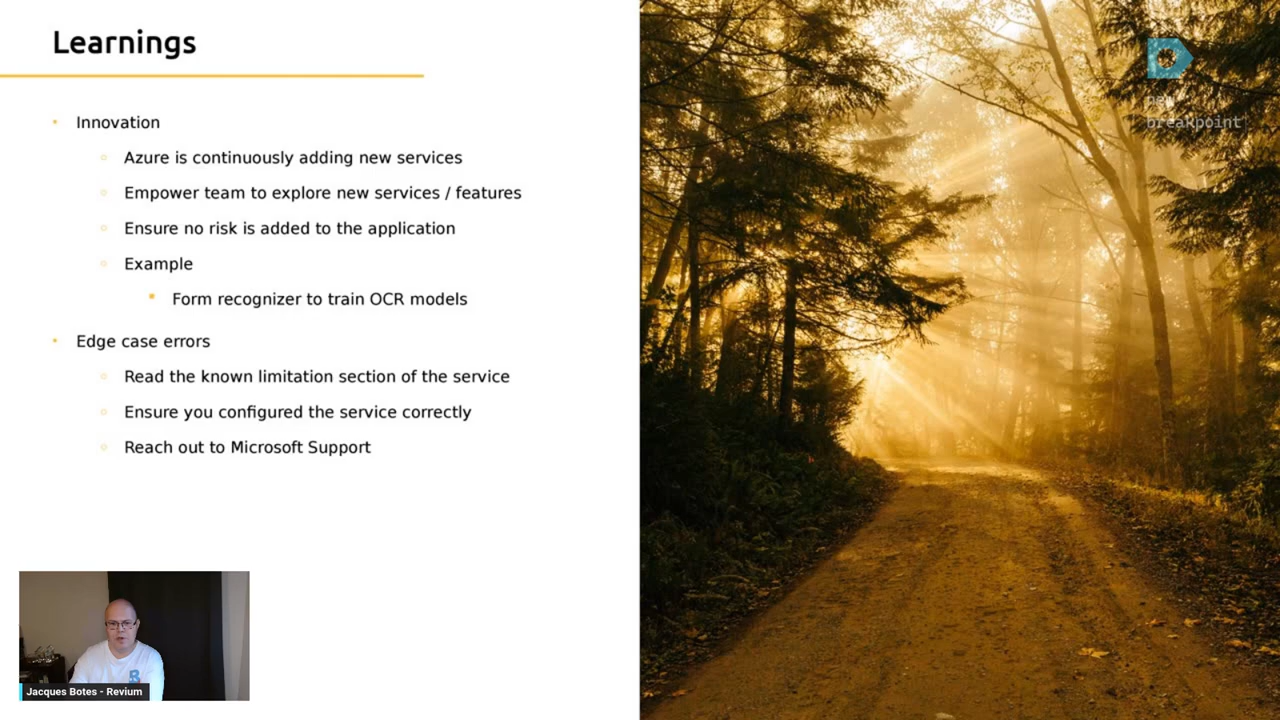 Learnings
Innovation
Azure is continuously adding new services
Empower team to explore new services / features
Ensure no risk is added to the application
Example
Form recognizer to train OCR models
Edge case errors
Read the known limitation section of the service
Ensure you configured the service correctly
Reach out to Microsoft Support
new
breakpoint
Jacques Botes - Revium